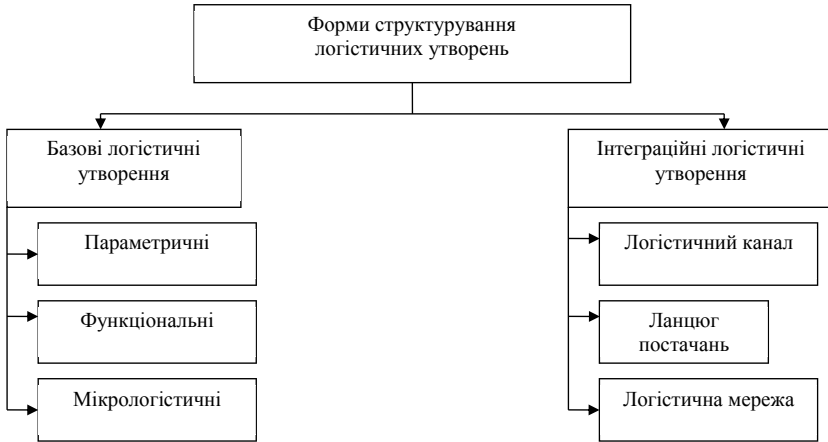 Форми структурування
логістичних утворень
Базові логістичні
утворення
Параметричні
Функціональні
Мікрологістичні
Інтеграційні логістичні
утворення
Логістичний канал
Ланцюг
постачань
Логістична мережа